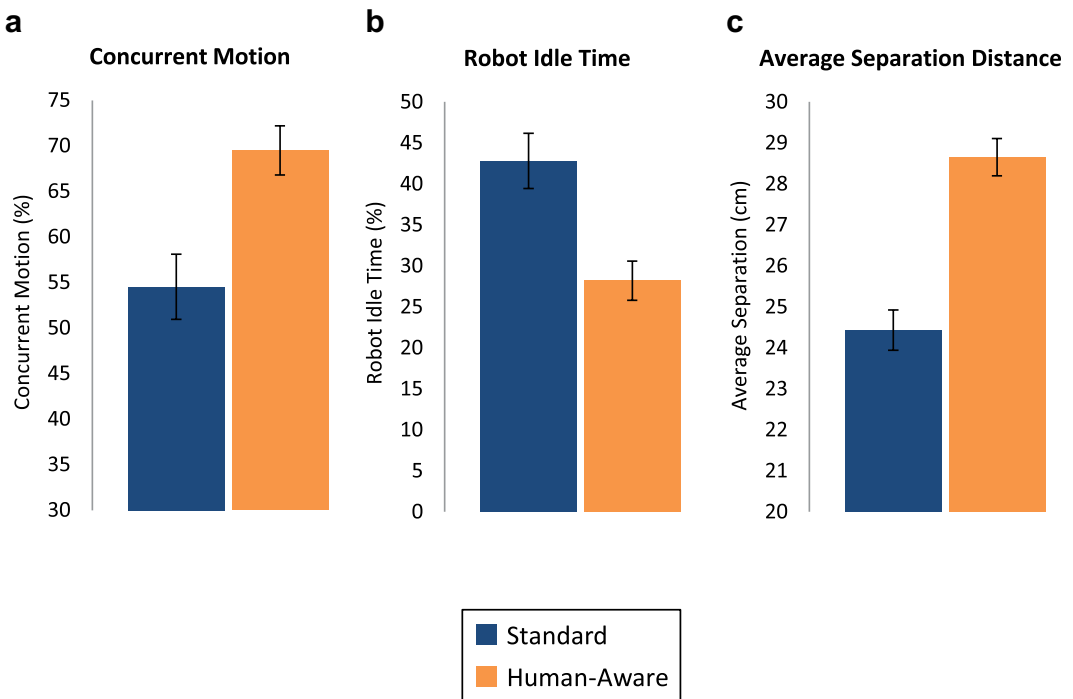 a
Concurrent Motion
75
70
65
60
55
50
45
40
35
30
Concurrent Motion (%)
b
Robot Idle Time
50
45
40
35
30
25
20
15
10
5
0
Robot Idle Time (%)
c
Average Separation Distance
30
29
28
27
26
25
24
23
22
21
20
Average Separation (cm)
Standard
Human-Aware